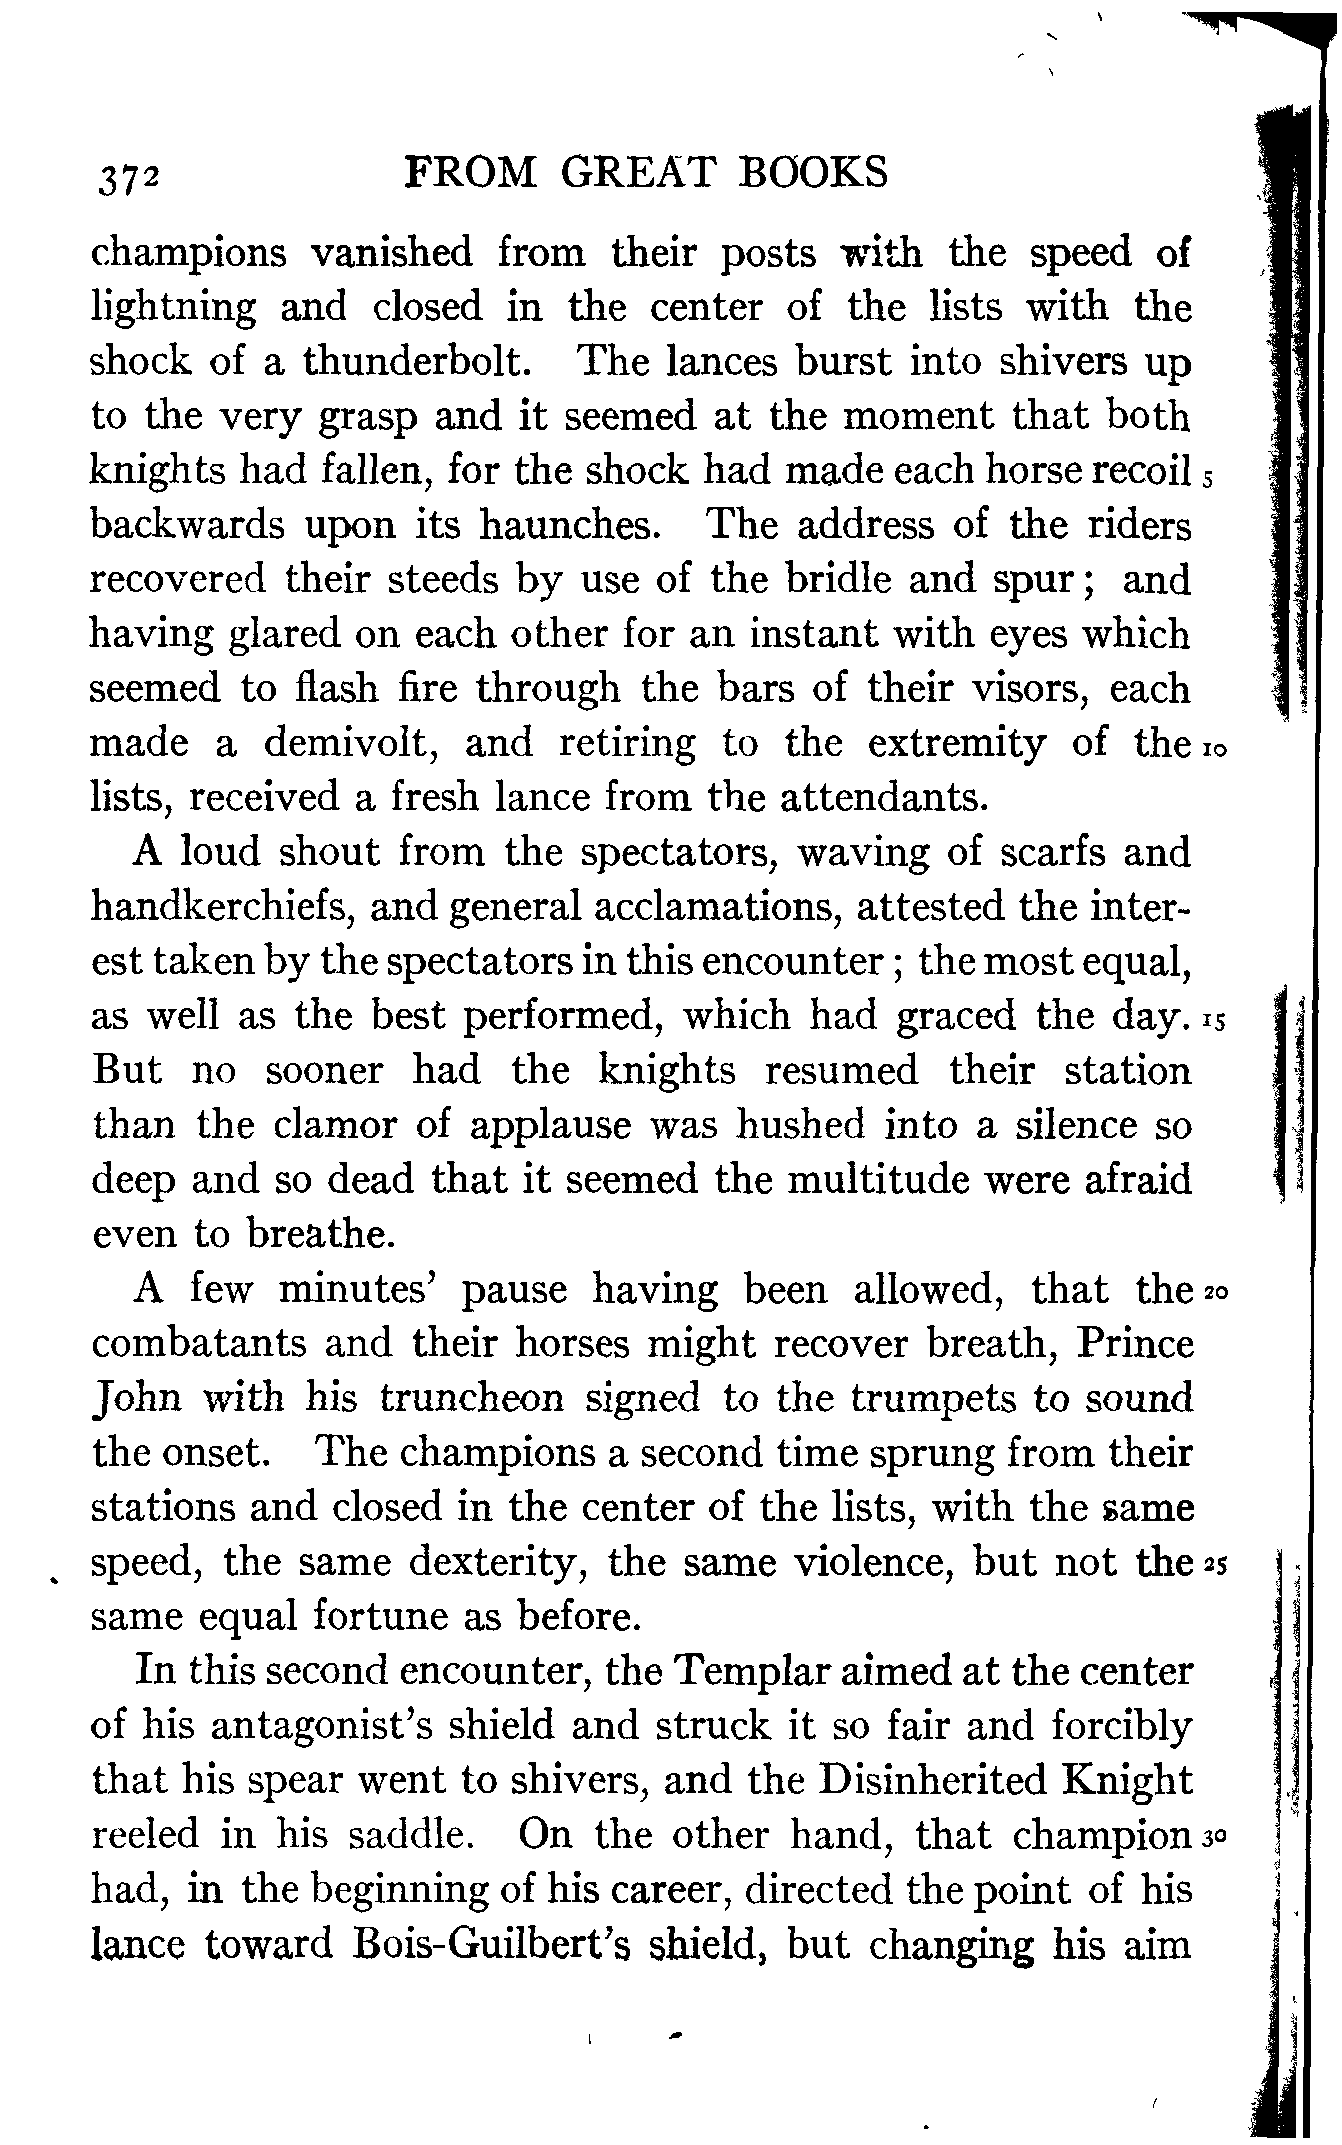 372 FROM GREAT BOOKS
champions vanished from their posts with the speed of
lightning and closed in the center of the lists with the
shock of a thunderbolt. The lances burst into shivers up
to the very grasp and it seemed at the moment that both
knights had fallen, for the shock had made each horse recoil 5
backwards upon its haunches. The address of the riders
recovered their steeds by use of the bridle and spur; and
having glared on each other for an instant with eyes which
seemed to flash fire through the bars of their visors, each
made a demivolt, and retiring to the extremity of the 10
lists, received a fresh lance from the attendants.
A loud shout from the spectators, waving of scarfs and
handkerchiefs, and general acclamations, attested the inter-
est taken by the spectators in this encounter; the most equal,
as well as the best performed, which had graced the day. 15
But no sooner had the knights resumed their station
than the clamor of applause was hushed into a silence so
deep and so dead that it seemed the multitude were afraid
even to breathe.
A few minutes' pause having been allowed, that the 20
combatants and their horses might recover breath, Prince
John with his truncheon signed to the trumpets to sound
the onset. The champions a second time sprung from their
stations and closed in the center of the lists, with the same
speed, the same dexterity, the same violence, but not the 25
same equal fortune as before.
In this second encounter, the Templar aimed at the center
of his antagonist's shield and struck it so fair and forcibly
that his spear went to shivers, and the Disinherited Knight
reeled in his saddle. On the other hand, that champion 30
had, in the beginning of his career, directed the point of his
lance toward Bois-Guilbert's shield, but changing his aim